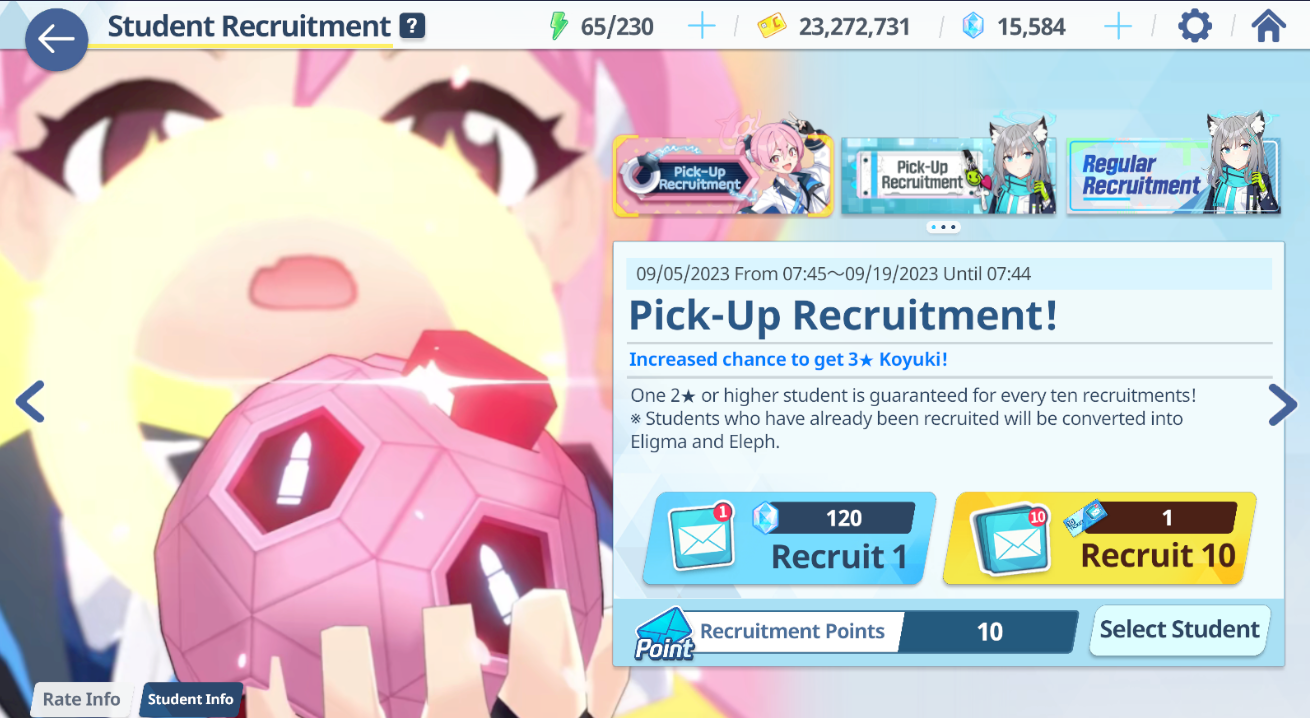 Student Recruitment ?
65/230
23,272,731
15,584
Pick-Up
Recruitment
Pick-Up
Recruitment
Regular
Recruitment
09/05/2023 From 07:45～09/19/2023 Until 07:44
Pick-Up Recruitment!
Increased chance to get 3★ Koyuki!
One 2★ or higher student is guaranteed for every ten recruitments!
※ Students who have already been recruited will be converted into
Eligma and Eleph.
1
120
Recruit 1
10
1
Recruit 10
Point
Recruitment Points
10
Select Student
Rate Info
Student Info